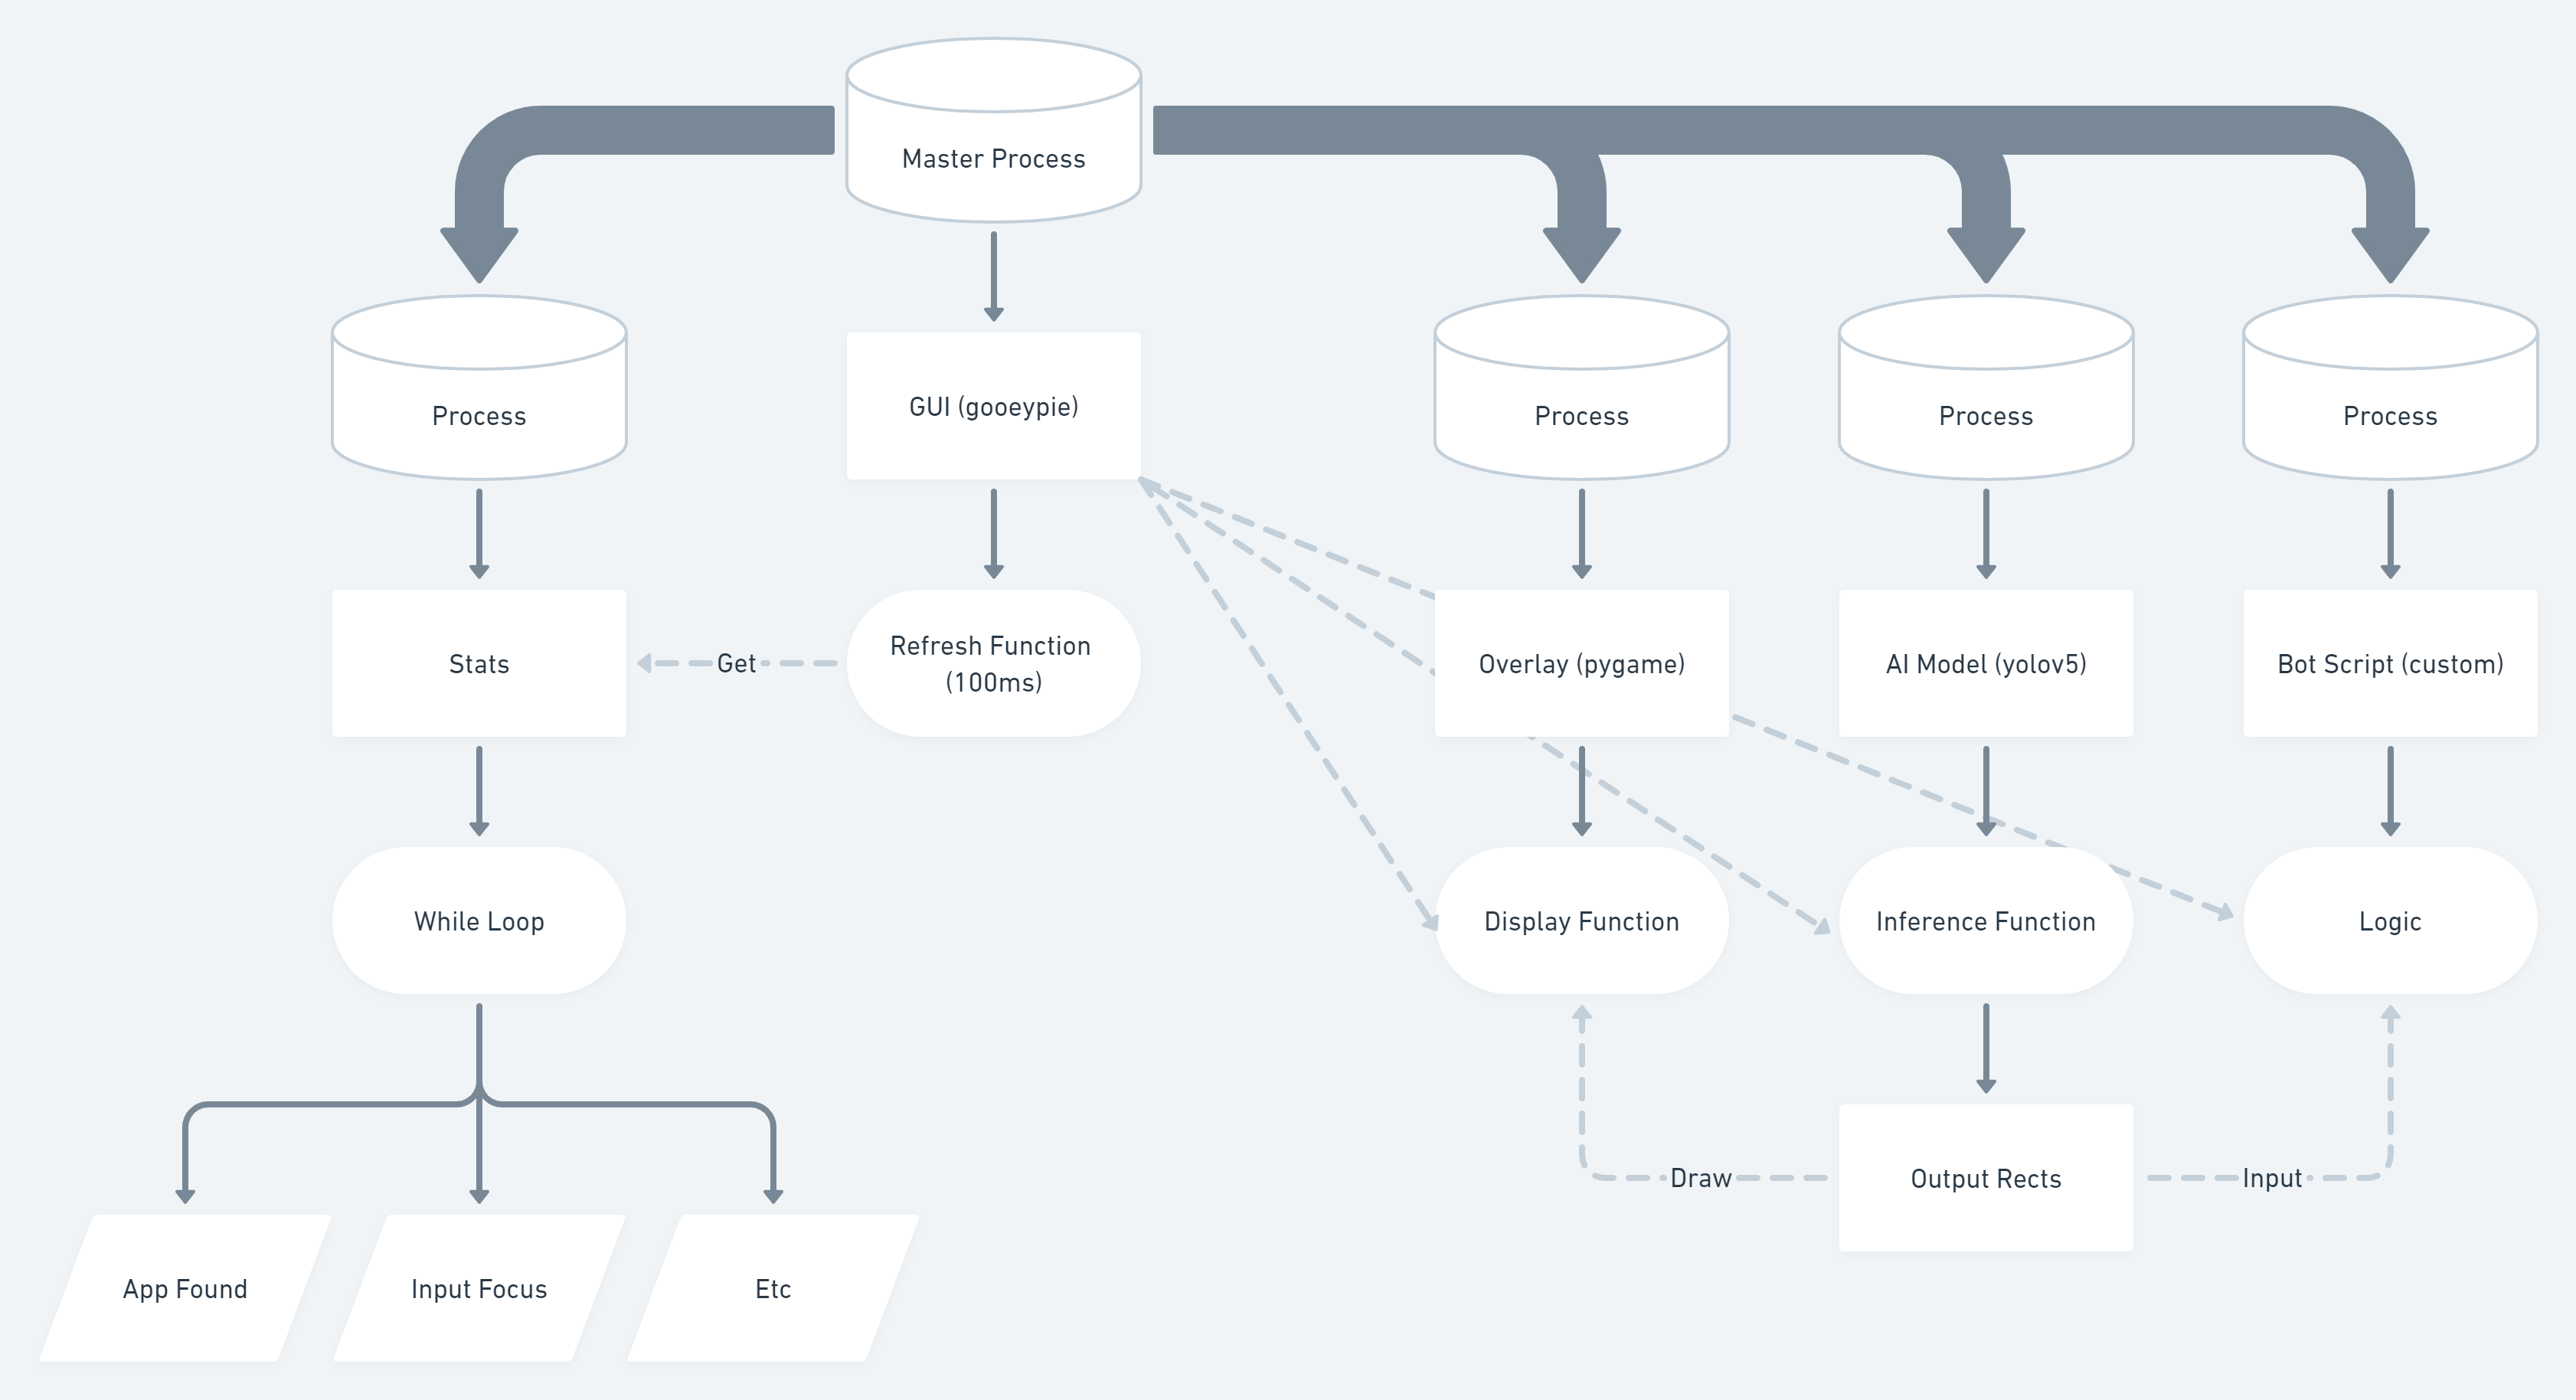 Master Process
Process
GUI (gooeypie)
Process
Process
Process
Stats
Get
Refresh Function
(100ms)
Overlay (pygame)
AI Model (yolov5)
Bot Script (custom)
While Loop
Display Function
Inference Function
Logic
Draw
Output Rects
Input
App Found
Input Focus
Etc